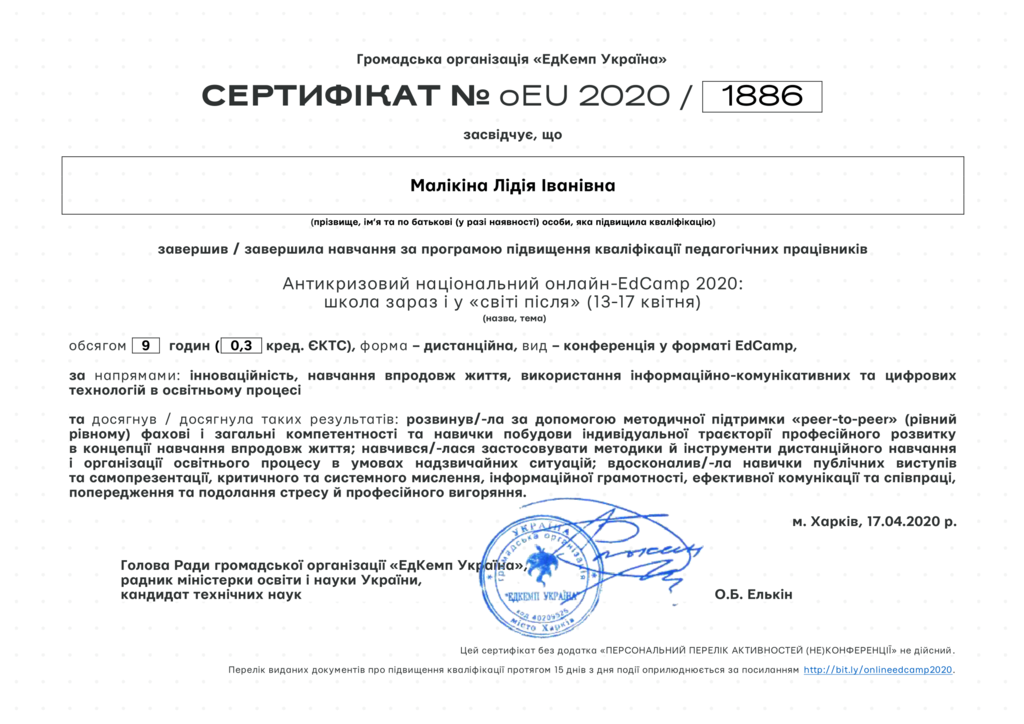 Громадська організація «ЕдКемп Україна»
СЕРТИФІКАТ № oEU 2020 / 1886
засвідчує, що
Малікіна Лідія Іванівна
(прізвище, ім’я та по батькові (у разі наявності) особи, яка підвищила кваліфікацію)
завершив / завершила навчання за програмою підвищення кваліфікації педагогічних працівників
Антикризовий національний онлайн-EdCamp 2020:
школа зараз і у «світі після» (13-17 квітня)
(назва, тема)
обсягом 9 годин ( 0,3 кред. ЄКТС), форма – дистанційна, вид – конференція у форматі EdCamp,
за напрямами: інноваційність, навчання впродовж життя, використання інформаційно-комунікативних та цифрових
технологій в освітньому процесі
та досягнув / досягнула таких результатів: розвинув/-ла за допомогою методичної підтримки «peer-to-peer» (рівний
рівному) фахові і загальні компетентності та навички побудови індивідуальної траєкторії професійного розвитку
в концепції навчання впродовж життя; навчився/-лася застосовувати методики й інструменти дистанційного навчання
і організації освітнього процесу в умовах надзвичайних ситуацій; вдосконалив/-ла навички публічних виступів
та самопрезентації, критичного та системного мислення, інформаційної грамотності, ефективної комунікації та співпраці,
попередження та подолання стресу й професійного вигоряння.
м. Харків, 17.04.2020 р.
Голова Ради громадської організації «ЕдКемп Україна»,
радник міністерки освіти і науки України,
кандидат технічних наук
УКРАЇНА
громадська організація
"ЕДКЕМП УКРАЇНА"
код 40209525
місто Харків
О.Б. Елькін
Цей сертифікат без додатка «ПЕРСОНАЛЬНИЙ ПЕРЕЛІК АКТИВНОСТЕЙ (НЕ)КОНФЕРЕНЦІЇ» не дійсний.
Перелік виданих документів про підвищення кваліфікації протягом 15 днів з дня події оприлюднюється за посиланням http://bit.ly/onlineedcamp2020.